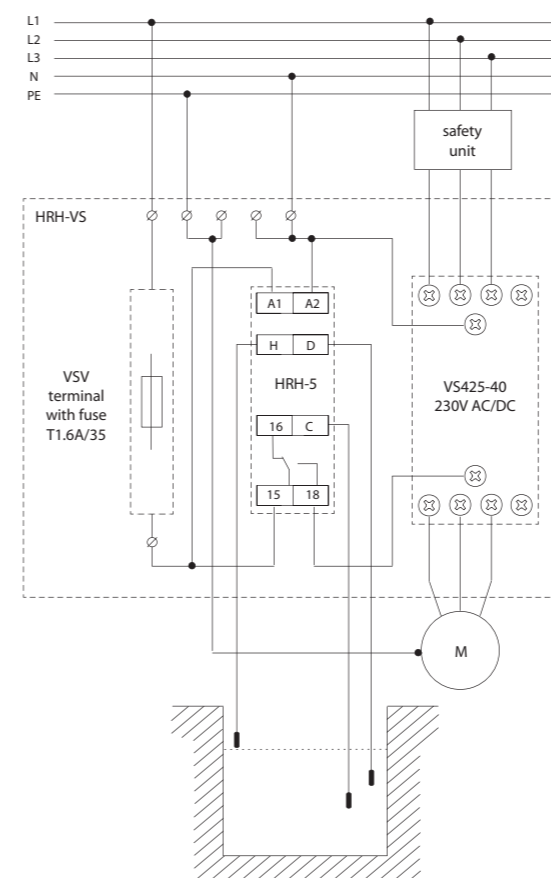 L1
L2
L3
N
PE
safety
unit
HRH-VS
A1 A2
H D
HRH-5
16 C
15 18
VSV
terminal
with fuse
T1.6A/35
VS425-40
230V AC/DC
M